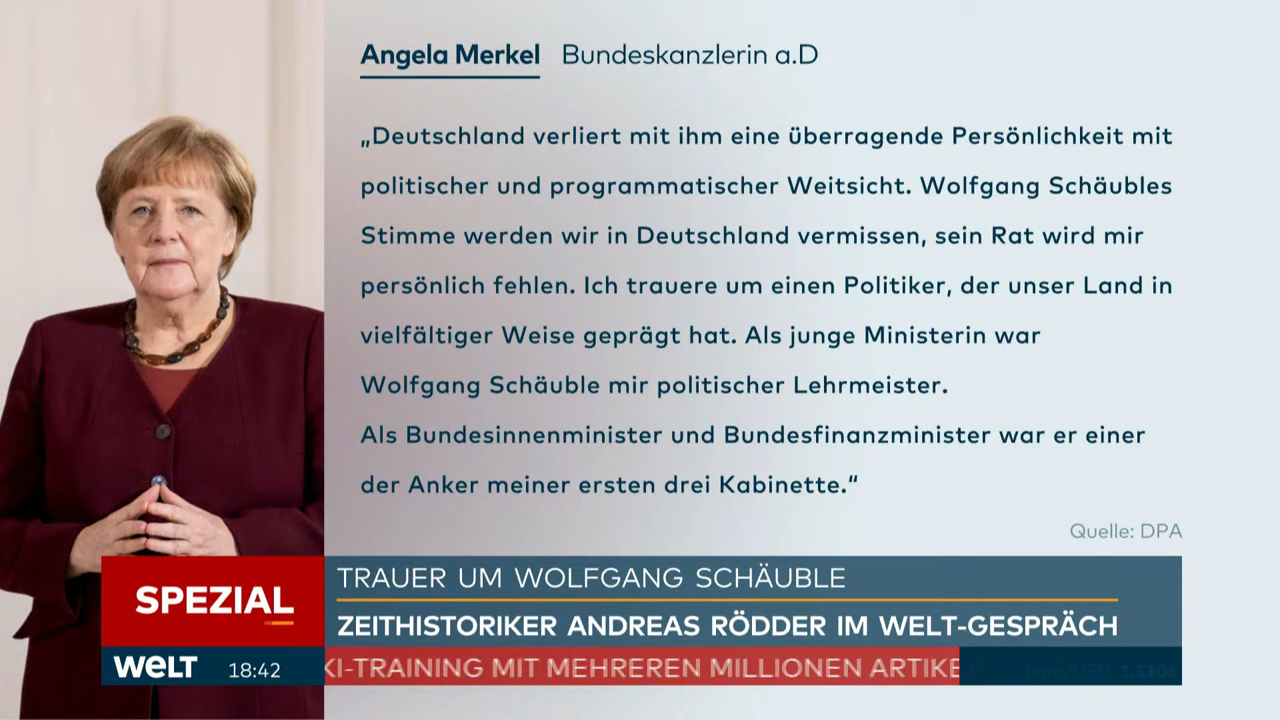 Angela Merkel Bundeskanzlerin a.D
„Deutschland verliert mit ihm eine überragende Persönlichkeit mit
politischer und programmatischer Weitsicht. Wolfgang Schäubles
Stimme werden wir in Deutschland vermissen, sein Rat wird mir
persönlich fehlen. Ich trauere um einen Politiker, der unser Land in
vielfältiger Weise geprägt hat. Als junge Ministerin war
Wolfgang Schäuble mir politischer Lehrmeister.
Als Bundesinnenminister und Bundesfinanzminister war er einer
der Anker meiner ersten drei Kabinette.“
Quelle: DPA
SPEZIAL
TRAUER UM WOLFGANG SCHÄUBLE
ZEITHISTORIKER ANDREAS RÖDDER IM WELT-GESPRÄCH
WELT 18:42
KI-TRAINING MIT MEHREREN MILLIONEN ARTIKE